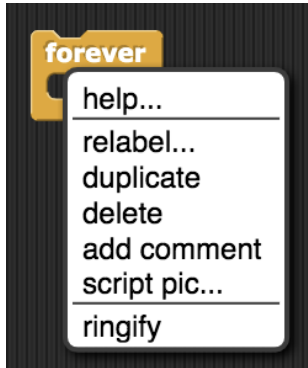 forever
help...
relabel...
duplicate
delete
add comment
script pic...
ringify